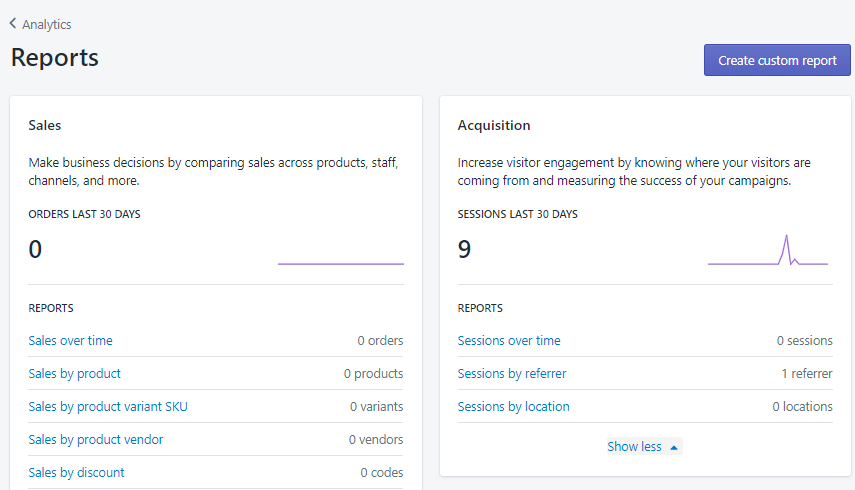 Analytics
Reports
Create custom report
Sales
Make business decisions by comparing sales across products, staff,
channels, and more.
ORDERS LAST 30 DAYS
0
REPORTS
Sales over time 0 orders
Sales by product 0 products
Sales by product variant SKU 0 variants
Sales by product vendor 0 vendors
Sales by discount 0 codes
Acquisition
Increase visitor engagement by knowing where your visitors are
coming from and measuring the success of your campaigns.
SESSIONS LAST 30 DAYS
9
REPORTS
Sessions over time 0 sessions
Sessions by referrer 1 referrer
Sessions by location 0 locations
Show less